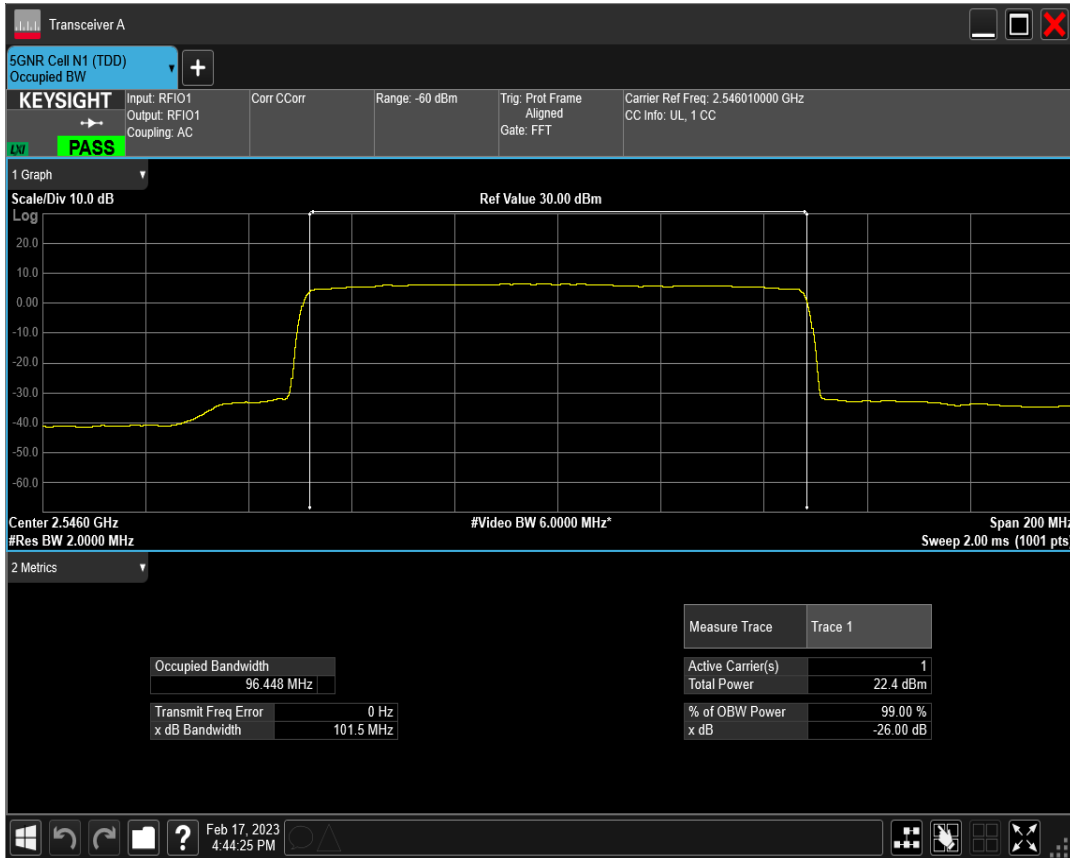 Transceiver A
5GNR Cell N1 (TDD)
Occupied BW
+
KEYSIGHT
LXI
PASS
Input: RFIO1
Output: RFIO1
Coupling: AC
Corr CCorr
Range: -60 dBm
Trig: Prot Frame
Aligned
Gate: FFT
Carrier Ref Freq: 2.546010000 GHz
CC Info: UL, 1 CC
1 Graph
Scale/Div 10.0 dB
Ref Value 30.00 dBm
Log
20.0
10.0
0.00
-10.0
-20.0
-30.0
-40.0
-50.0
-60.0
Center 2.5460 GHz
#Video BW 6.0000 MHz*
Span 200 MHz
#Res BW 2.0000 MHz
Sweep 2.00 ms (1001 pts)
2 Metrics
Measure Trace Trace 1
Occupied Bandwidth
96.448 MHz
Active Carrier(s) 1
Total Power 22.4 dBm
Transmit Freq Error 0 Hz
x dB Bandwidth 101.5 MHz
% of OBW Power 99.00 %
x dB -26.00 dB
?
Feb 17, 2023
4:44:25 PM